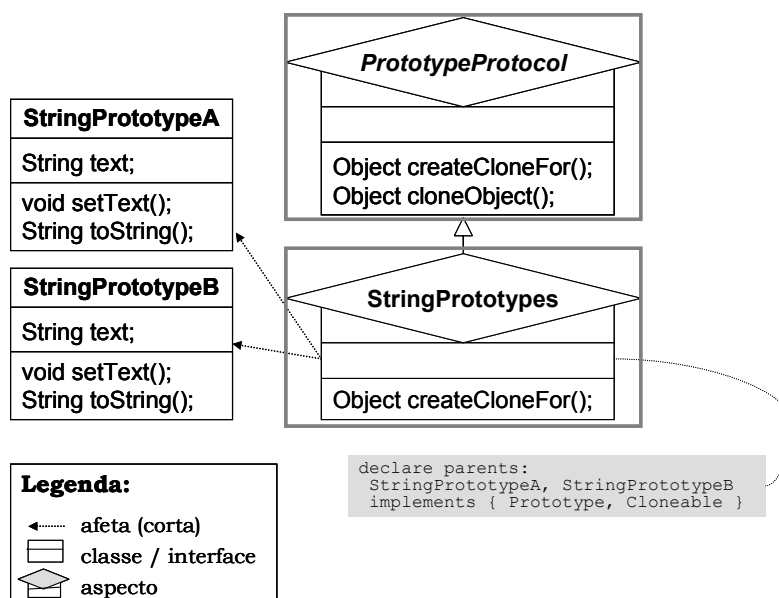 PrototypeProtocol
Object createCloneFor();
Object cloneObject();
StringPrototypeA
String text;
void setText();
String toString();
StringPrototypeB
String text;
void setText();
String toString();
StringPrototypes
Object createCloneFor();
declare parents:
StringPrototypeA, StringPrototypeB
implements { Prototype, Cloneable }
Legenda:
afeta (corta)
classe / interface
aspecto